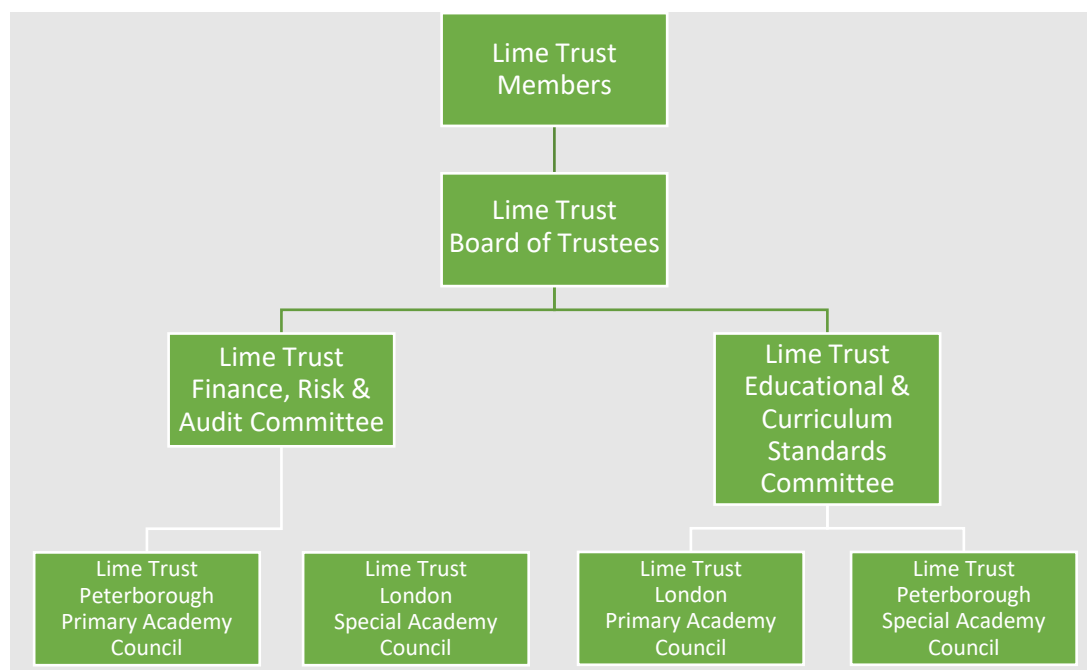 Lime Trust
Members
Lime Trust
Board of Trustees
Lime Trust
Finance, Risk &
Audit Committee
Lime Trust
Educational &
Curriculum
Standards
Committee
Lime Trust
Peterborough
Primary Academy
Council
Lime Trust
London
Special Academy
Council
Lime Trust
London
Primary Academy
Council
Lime Trust
Peterborough
Special Academy
Council